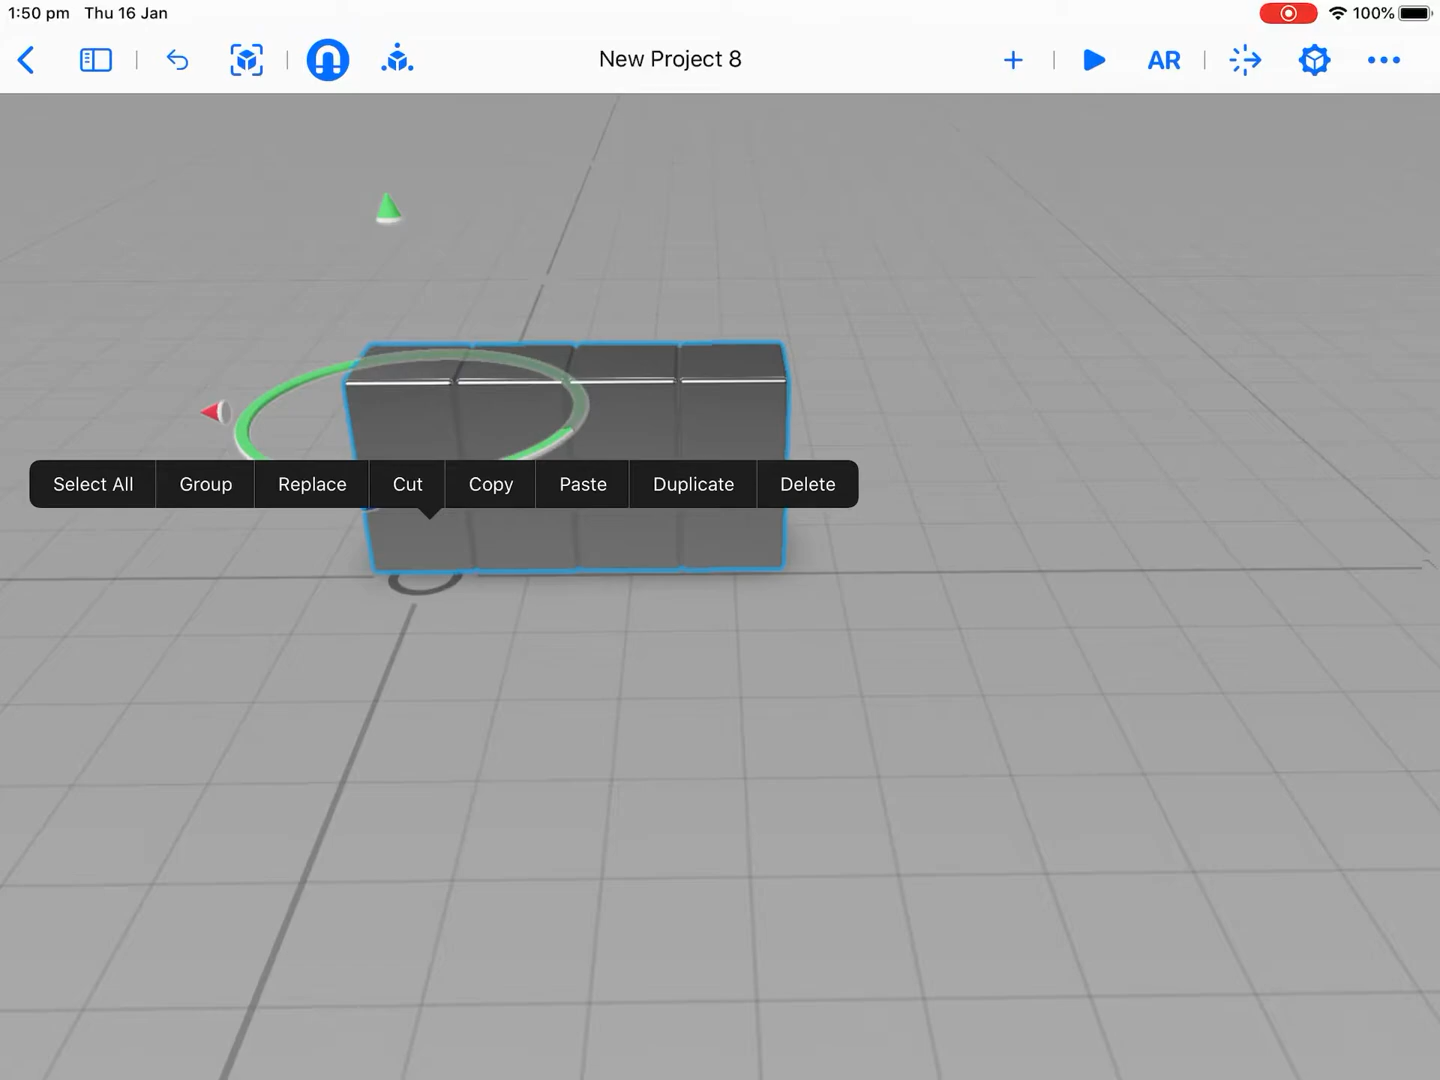 1:50 pm Thu 16 Jan 100%
New Project 8 AR
Select All Group Replace Cut Copy Paste Duplicate Delete